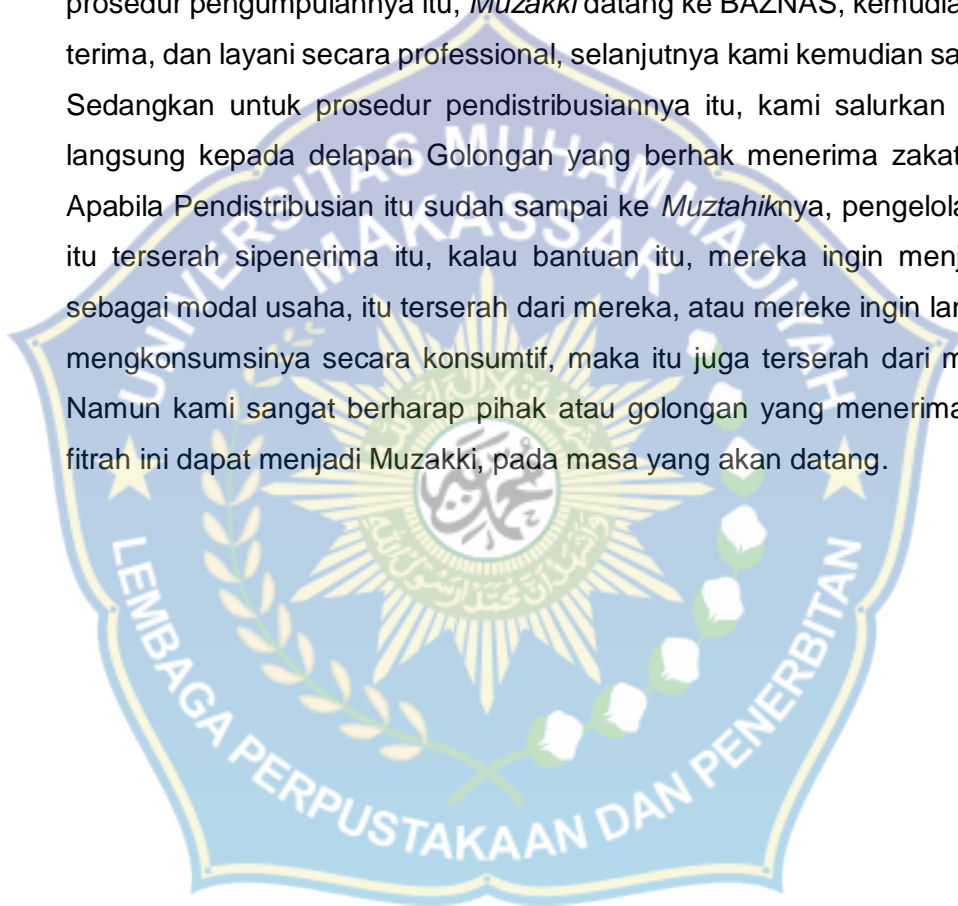 prosedur pengumpulannya itu, Muzakki datang ke BAZNAS, kemudia
terima, dan layani secara professional, selanjutnya kami kemudian sa
Sedangkan untuk prosedur pendistribusiannya itu, kami salurkan
langsung kepada delapan Golongan yang berhak menerima zakat
Apabila Pendistribusian itu sudah sampai ke Muztahiknya, pengelola
itu terserah sipenerima itu, kalau bantuan itu, mereka ingin menj
sebagai modal usaha, itu terserah dari mereka, atau mereke ingin lan
mengkonsumsinya secara konsumtif, maka itu juga terserah dari m
Namun kami sangat berharap pihak atau golongan yang menerima
fitrah ini dapat menjadi Muzakki, pada masa yang akan datang.
UNIVERSITAS MUHAMMADIYAH
MAKASSAR
LEMBAGA PERPUSTAKAAN DAN PENERBITAN